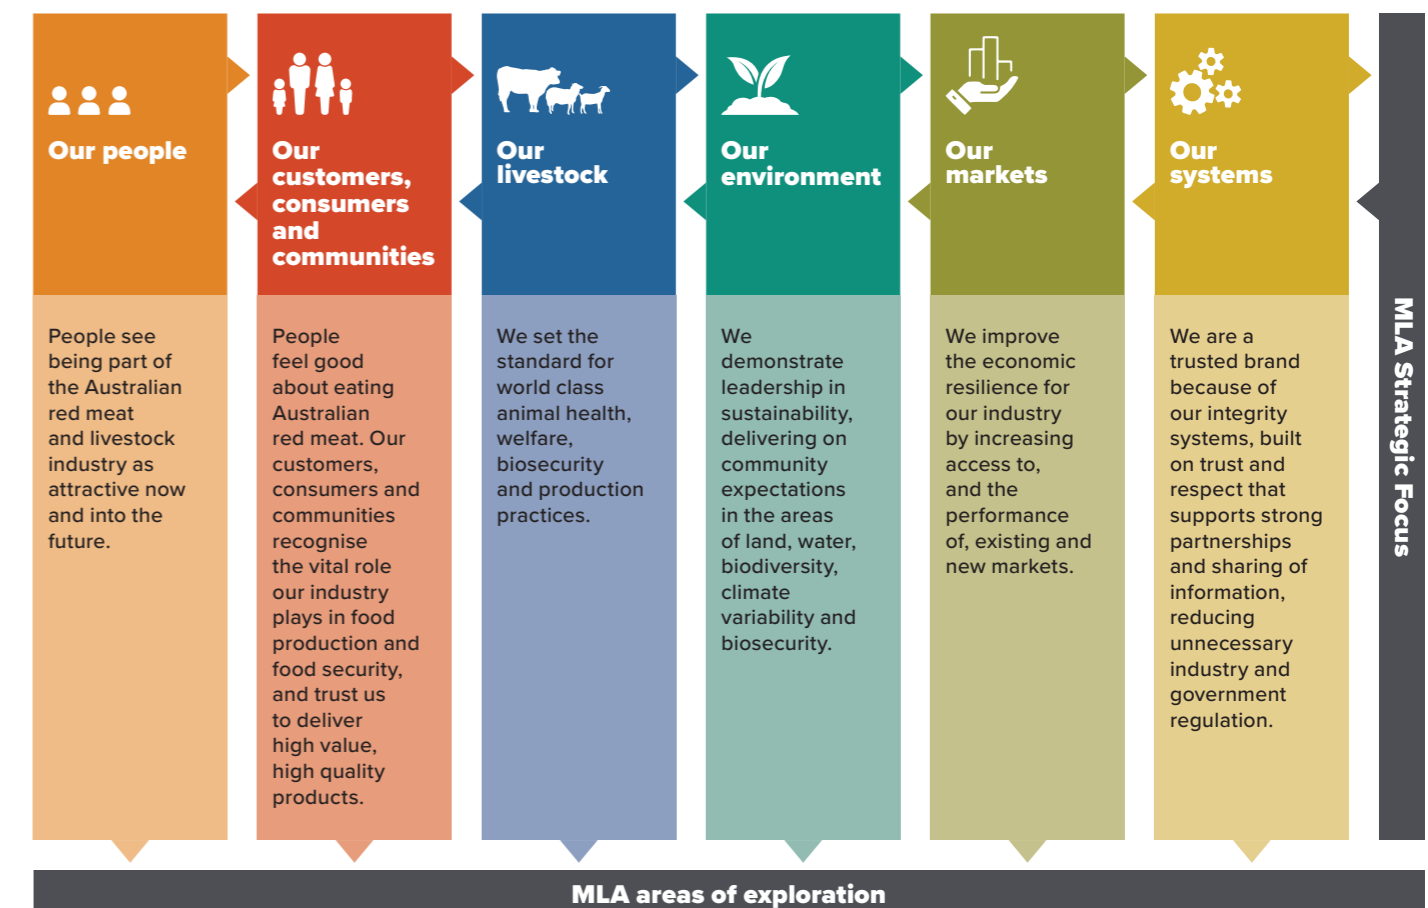 Our people
People see
being part of
the Australian
red meat
and livestock
industry as
attractive now
and into the
future.
Our
customers,
consumers
and
communities
People
feel good
about eating
Australian
red meat. Our
customers,
consumers and
communities
recognise
the vital role
our industry
plays in food
production and
food security,
and trust us
to deliver
high value,
high quality
products.
Our
livestock
We set the
standard for
world class
animal health,
welfare,
biosecurity
and production
practices.
Our
environment
We
demonstrate
leadership in
sustainability,
delivering on
community
expectations
in the areas
of land, water,
biodiversity,
climate
variability and
biosecurity.
Our
markets
We improve
the economic
resilience for
our industry
by increasing
access to,
and the
performance
of, existing and
new markets.
Our
systems
We are a
trusted brand
because of
our integrity
systems, built
on trust and
respect that
supports strong
partnerships
and sharing of
information,
reducing
unnecessary
industry and
government
regulation.
MLA Strategic Focus
MLA areas of exploration